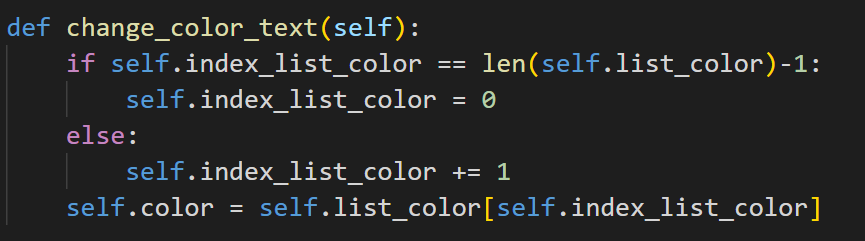 def change_color_text(self):
    if self.index_list_color == len(self.list_color)-1:
        self.index_list_color = 0
    else:
        self.index_list_color += 1
    self.color = self.list_color[self.index_list_color]